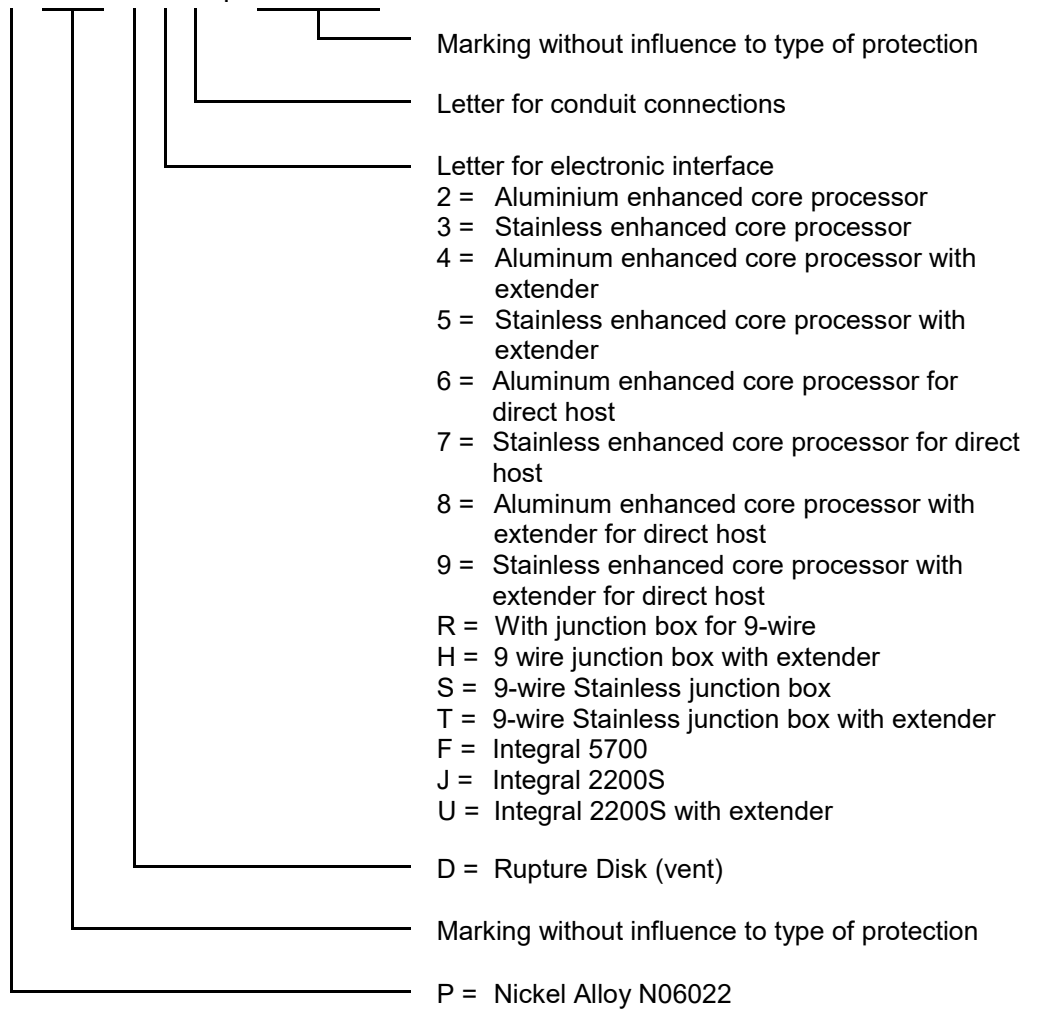 Marking without influence to type of protection
Letter for conduit connections
Letter for electronic interface
2 = Aluminium enhanced core processor
3 = Stainless enhanced core processor
4 = Aluminum enhanced core processor with
extender
5 = Stainless enhanced core processor with
extender
6 = Aluminum enhanced core processor for
direct host
7 = Stainless enhanced core processor for direct
host
8 = Aluminum enhanced core processor with
extender for direct host
9 = Stainless enhanced core processor with
extender for direct host
R = With junction box for 9-wire
H = 9 wire junction box with extender
S = 9-wire Stainless junction box
T = 9-wire Stainless junction box with extender
F = Integral 5700
J = Integral 2200S
U = Integral 2200S with extender
D = Rupture Disk (vent)
Marking without influence to type of protection
P = Nickel Alloy N06022